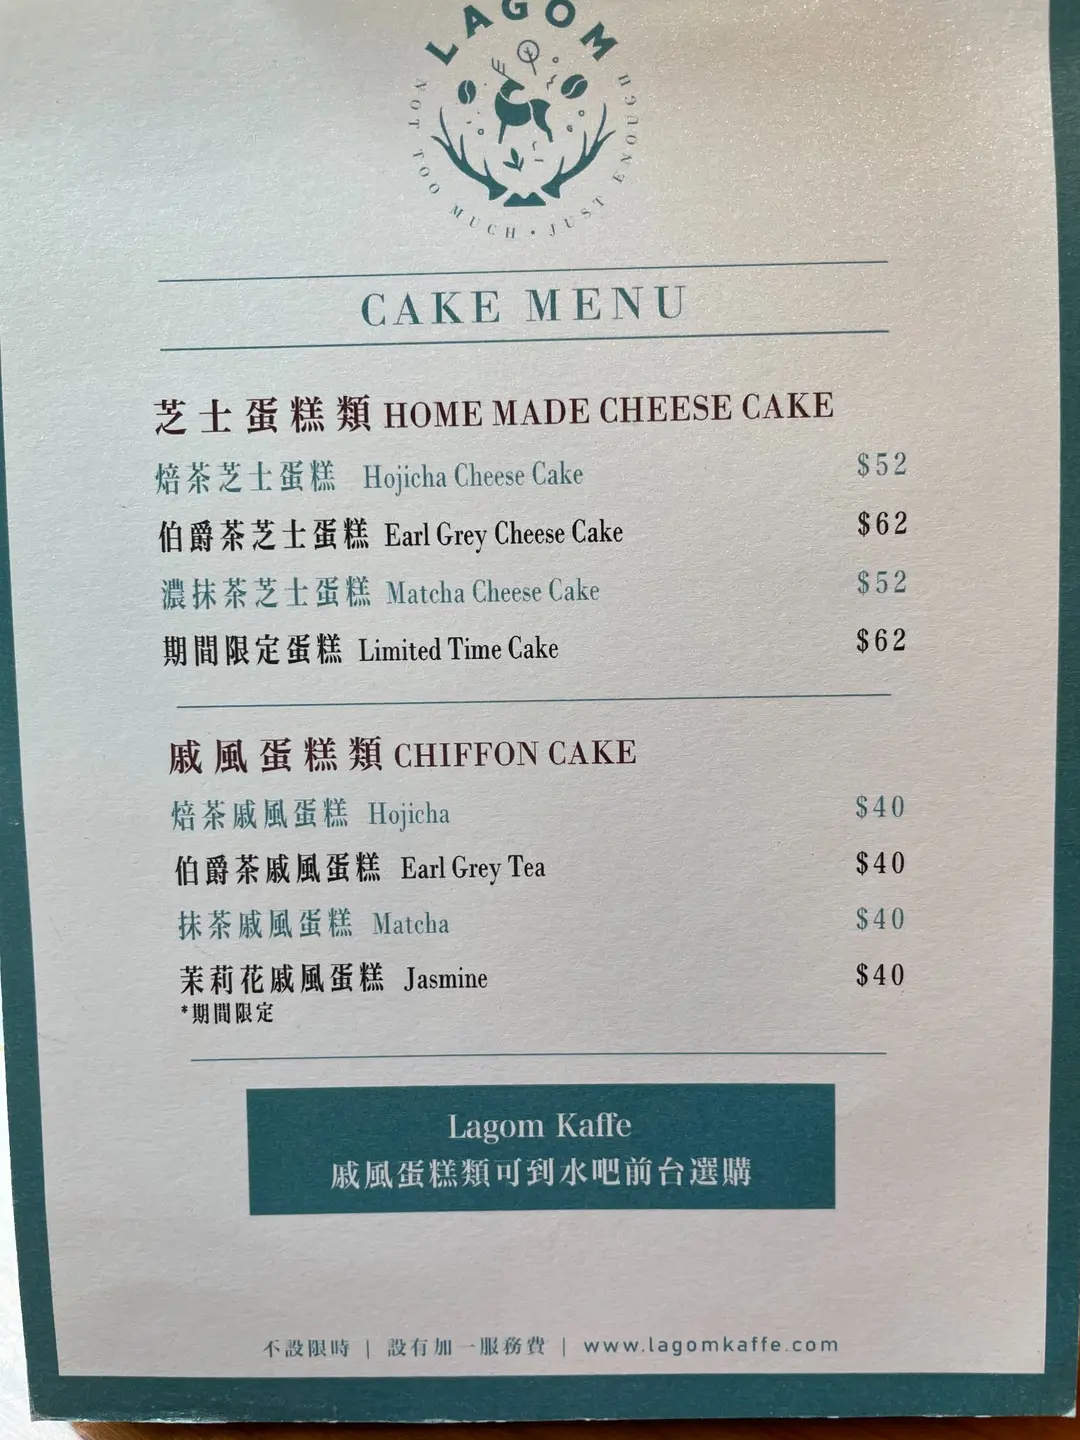 LAGOM
NOT TOO MUCH • JUST ENOUGH
CAKE MENU
芝士蛋糕類 HOME MADE CHEESE CAKE
焙茶芝士蛋糕 Hojicha Cheese Cake $52
伯爵茶芝士蛋糕 Earl Grey Cheese Cake $62
濃抹茶芝士蛋糕 Matcha Cheese Cake $52
期間限定蛋糕 Limited Time Cake $62
戚風蛋糕類 CHIFFON CAKE
焙茶戚風蛋糕 Hojicha $40
伯爵茶戚風蛋糕 Earl Grey Tea $40
抹茶戚風蛋糕 Matcha $40
茉莉花戚風蛋糕 Jasmine $40
*期間限定
Lagom Kaffe
戚風蛋糕類可到水吧前台選購
不設限時 | 設有加一服務費 | www.lagomkaffe.com